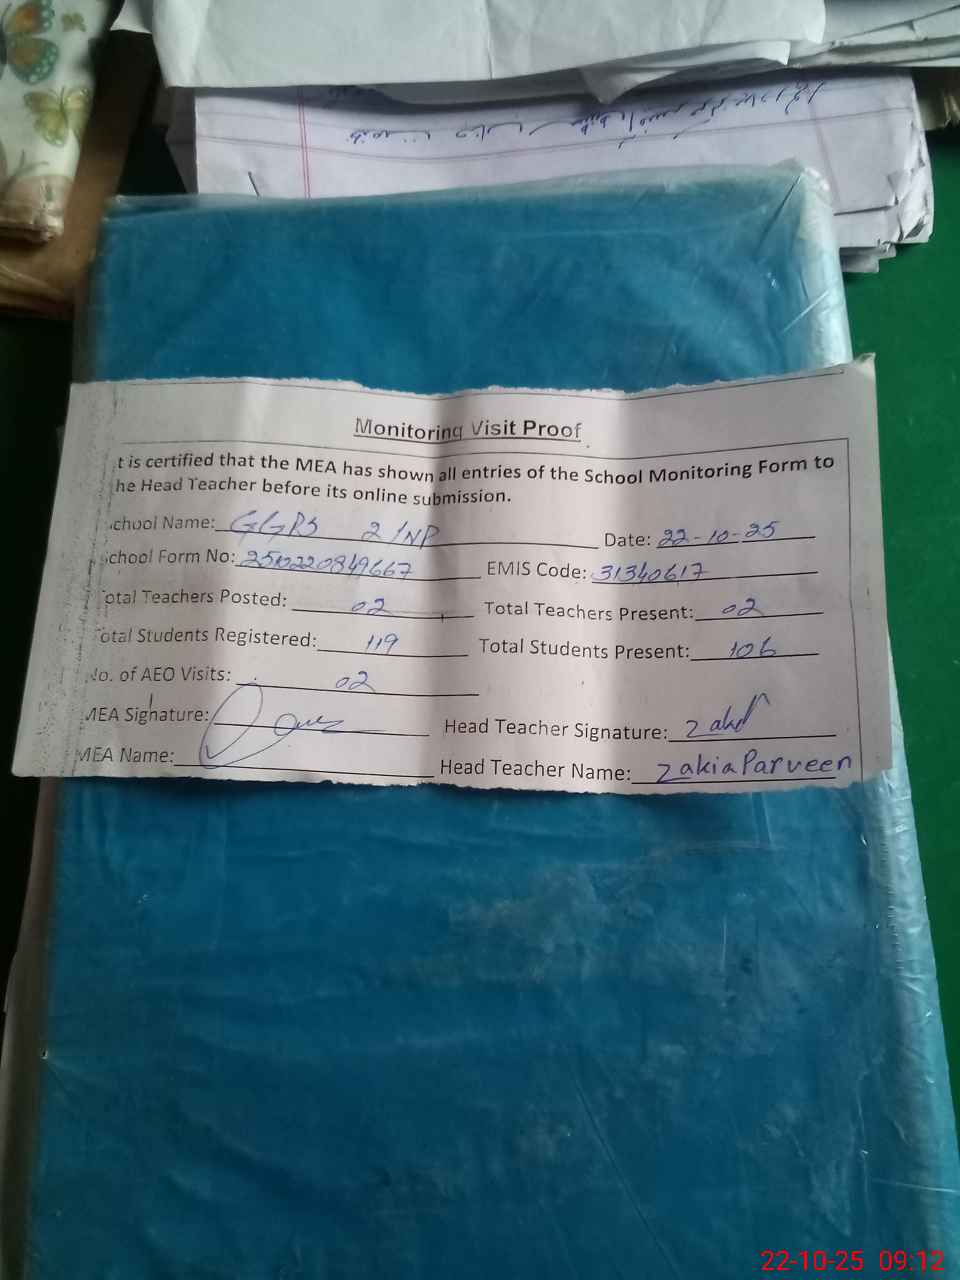 Monitoring Visit Proof
t is certified that the MEA has shown all entries of the School Monitoring Form to
he Head Teacher before its online submission.
chool Name: GGPS 2/NP Date: 22-10-25
School Form No: 2510220849667 EMIS Code: 31340617
otal Teachers Posted: 02 Total Teachers Present: 02
otal Students Registered: 119 Total Students Present: 106
No. of AEO Visits: 02
MEA Signature: Head Teacher Signature:
MEA Name: Head Teacher Name: Zakia Parveen
22-10-25 09:12